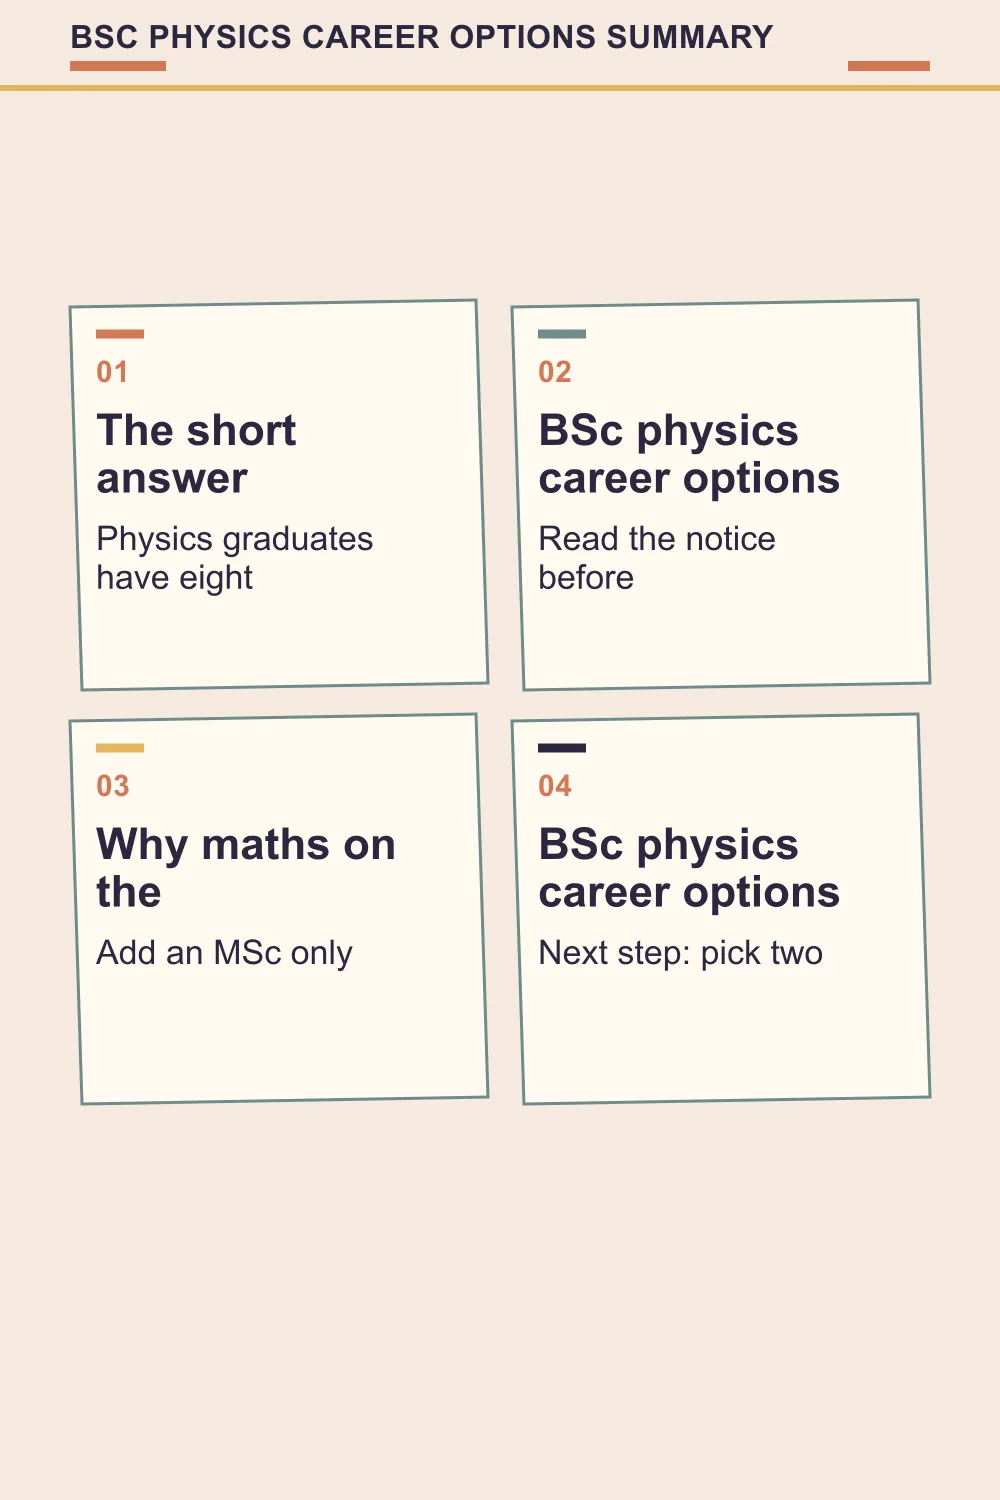 BSC PHYSICS CAREER OPTIONS SUMMARY
01
The short
answer
Physics graduates
have eight
02
BSc physics
career options
Read the notice
before
03
Why maths on
the
Add an MSc only
04
BSc physics
career options
Next step: pick two